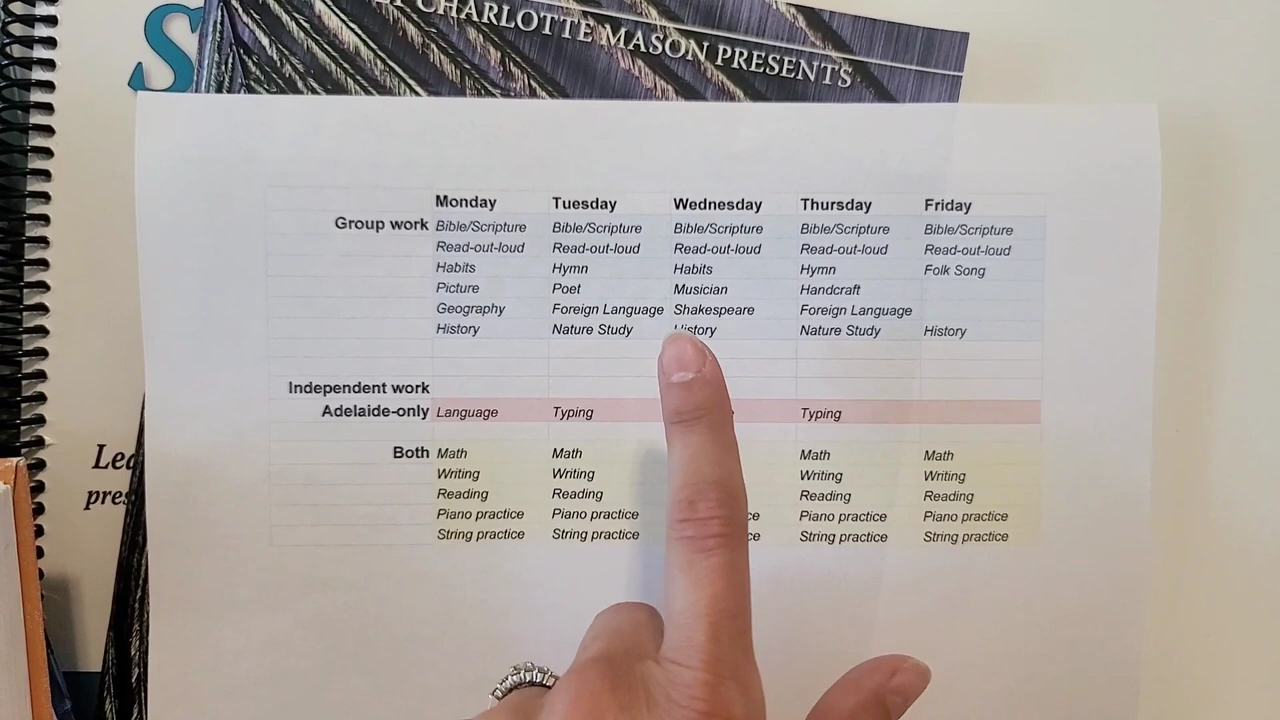 S
CHARLOTTE MASON PRESENTS
Monday Tuesday Wednesday Thursday Friday
Group work Bible/Scripture Bible/Scripture Bible/Scripture Bible/Scripture Bible/Scripture
Read-out-loud Read-out-loud Read-out-loud Read-out-loud Read-out-loud
Habits Hymn Habits Hymn Folk Song
Picture Poet Musician Handcraft
Geography Foreign Language Shakespeare Foreign Language
History Nature Study History Nature Study History
Independent work
Adelaide-only Language Typing Typing
Both Math Math Math Math
Writing Writing Writing Writing
Reading Reading Reading Reading
Piano practice Piano practice Piano practice Piano practice
String practice String practice String practice String practice